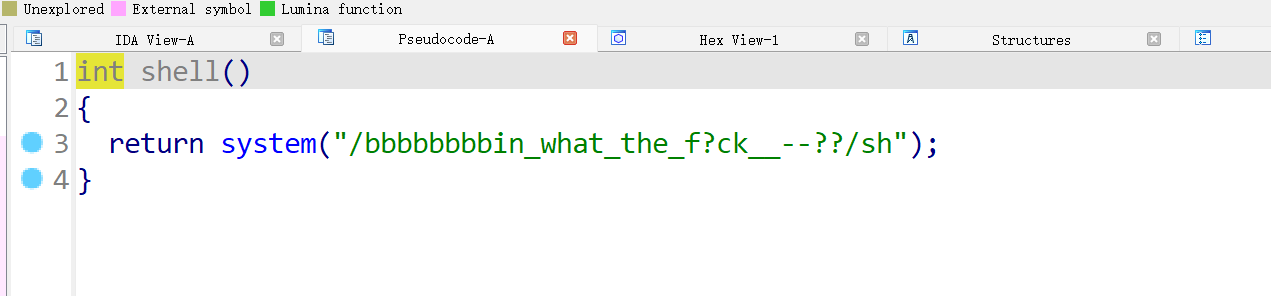 Unexplored External symbol Lumina function
IDA View-A Pseudocode-A Hex View-1 Structures
1 int shell()
2 {
3 return system("/bbbbbbbbin_what_the_f?ck__--??/sh");
4 }